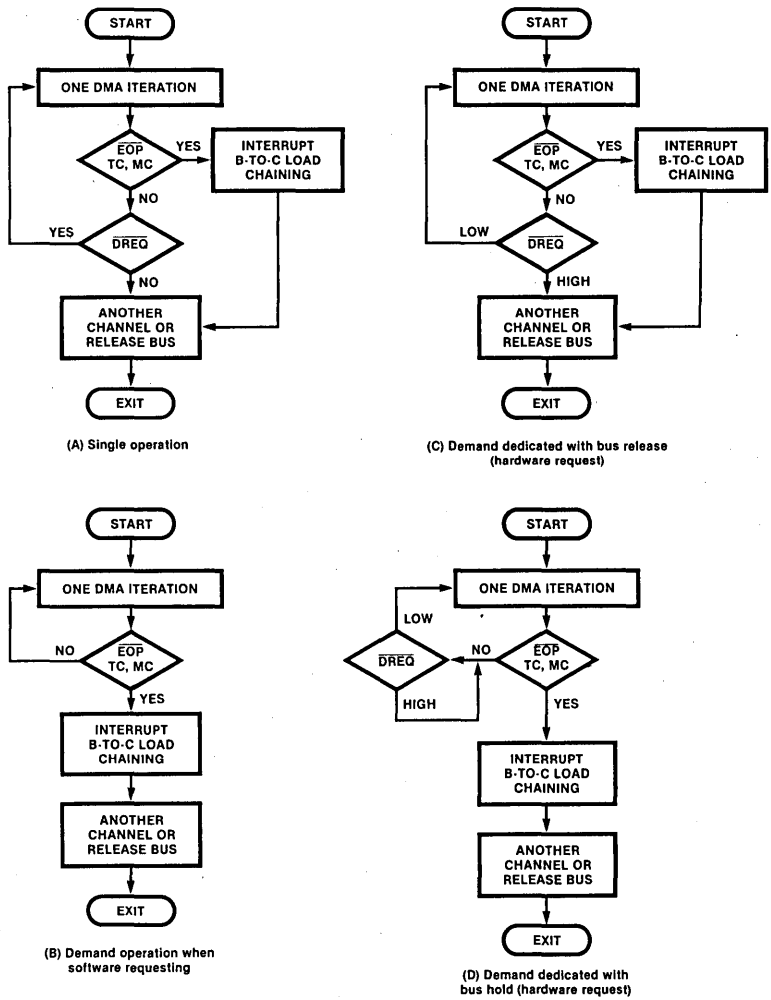 START
ONE DMA ITERATION
EOP
TC, MC
YES
INTERRUPT
B-TO-C LOAD
CHAINING
NO
YES
DREQ
NO
ANOTHER
CHANNEL OR
RELEASE BUS
EXIT
(A) Single operation
START
ONE DMA ITERATION
EOP
TC, MC
YES
INTERRUPT
B-TO-C LOAD
CHAINING
NO
LOW
DREQ
HIGH
ANOTHER
CHANNEL OR
RELEASE BUS
EXIT
(C) Demand dedicated with bus release
(hardware request)
START
ONE DMA ITERATION
NO
EOP
TC, MC
YES
INTERRUPT
B-TO-C LOAD
CHAINING
ANOTHER
CHANNEL OR
RELEASE BUS
EXIT
(B) Demand operation when
software requesting
START
ONE DMA ITERATION
LOW
DREQ
NO
EOP
TC, MC
HIGH
YES
INTERRUPT
B-TO-C LOAD
CHAINING
ANOTHER
CHANNEL OR
RELEASE BUS
EXIT
(D) Demand dedicated with
bus hold (hardware request)